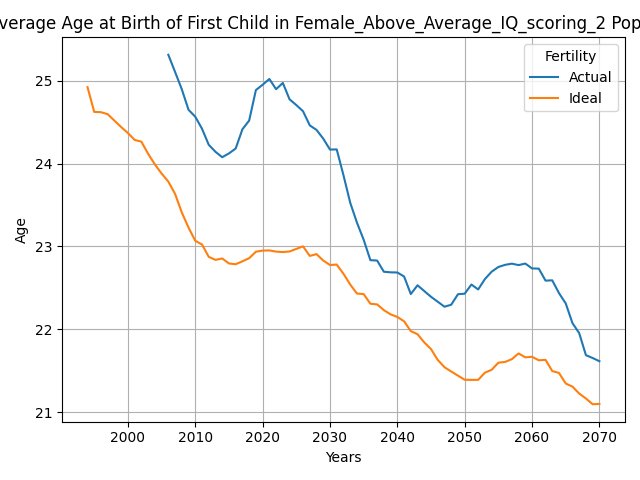 verage Age at Birth of First Child in Female_Above_Average_IQ_scoring_2 Pop
Fertility
Actual
Ideal
25
24
23
22
21
Age
2000
2010
2020
2030
2040
2050
2060
2070
Years